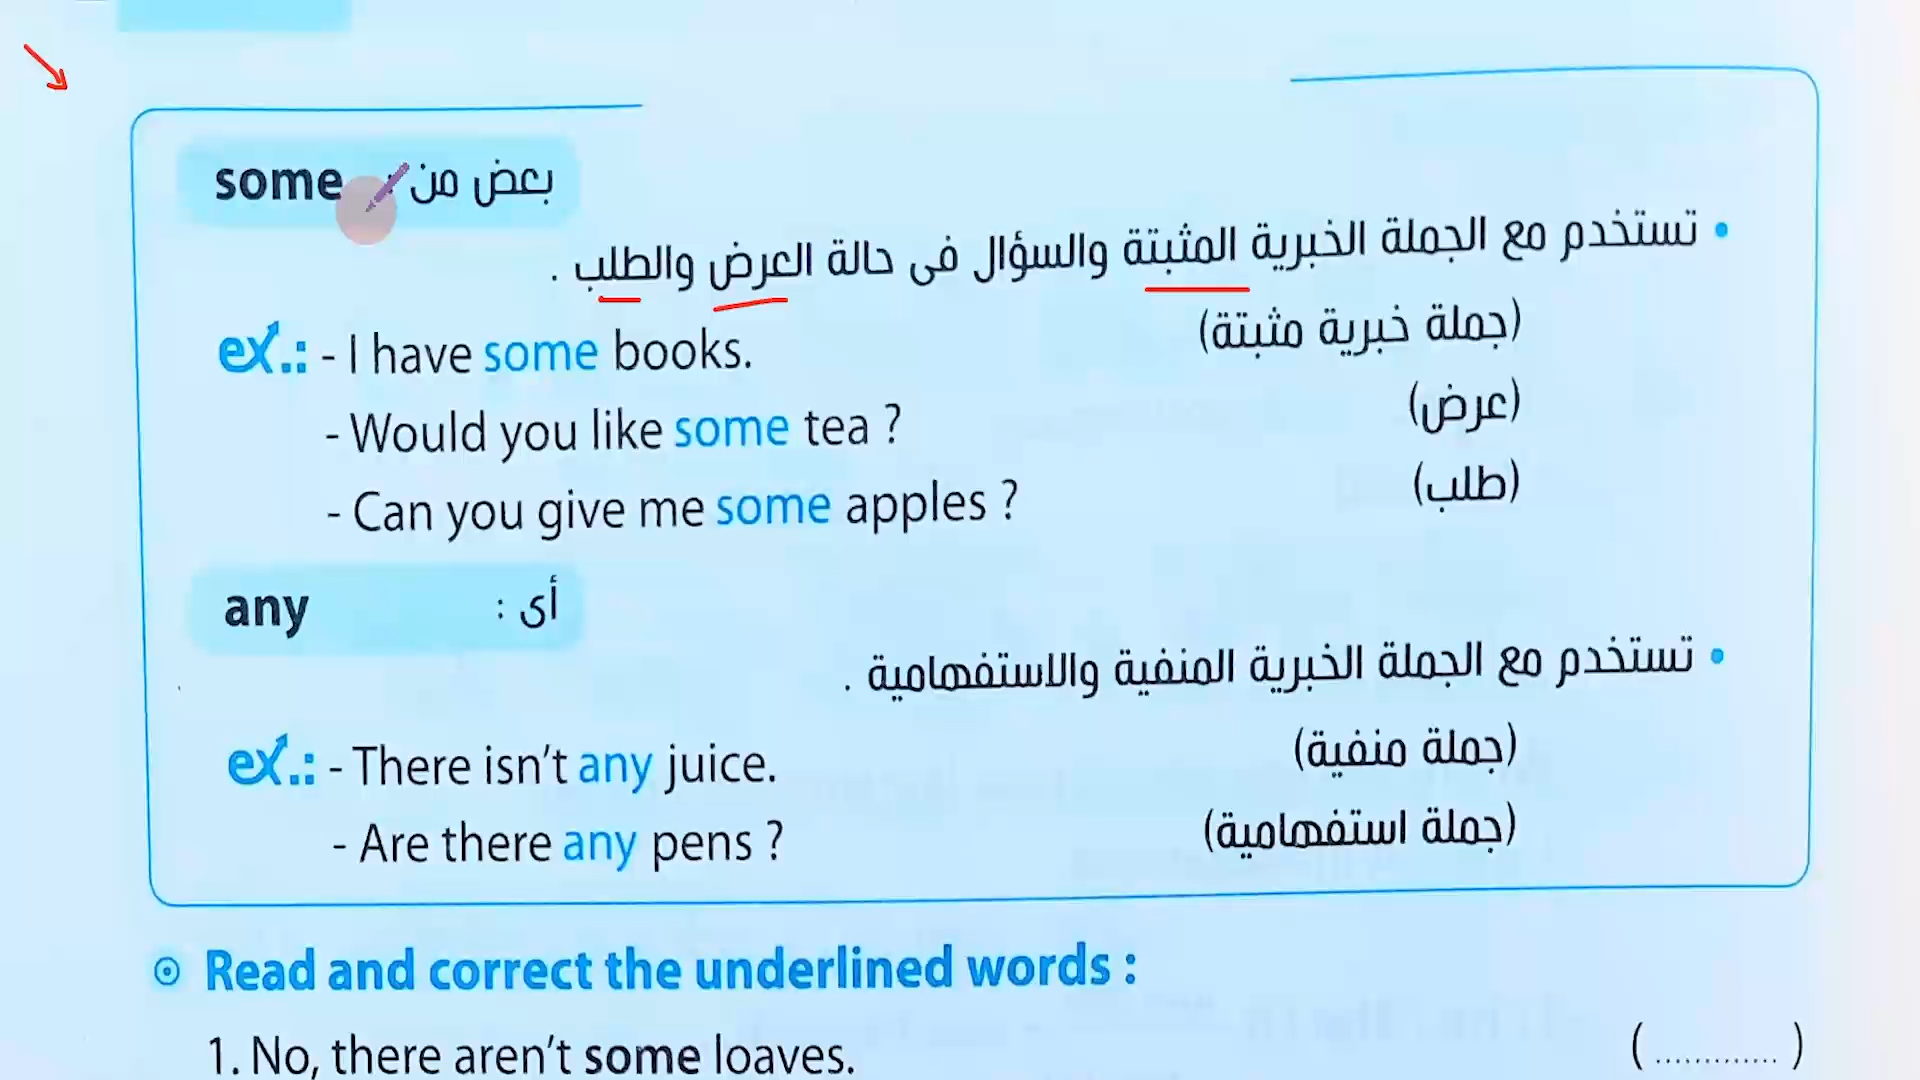 some بعض من :
• تستخدم مع الجملة الخبرية المثبتة والسؤال فى حالة العرض والطلب .
ex.: - I have some books. (جملة خبرية مثبتة)
- Would you like some tea ? (عرض)
- Can you give me some apples ? (طلب)
any أى :
• تستخدم مع الجملة الخبرية المنفية والاستفهامية .
ex.: - There isn't any juice. (جملة منفية)
- Are there any pens ? (جملة استفهامية)
Read and correct the underlined words :
1. No, there aren't some loaves. (.............)